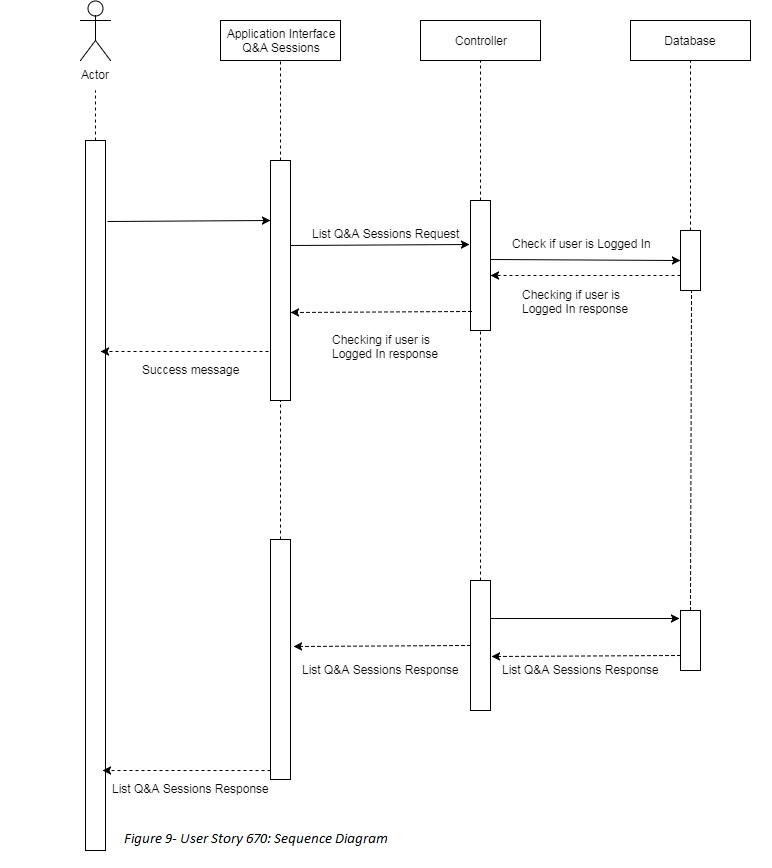 Actor
Application Interface
Q&A Sessions
Controller
Database
List Q&A Sessions Request
Check if user is Logged In
Checking if user is
Logged In response
Checking if user is
Logged In response
Success message
List Q&A Sessions Response
List Q&A Sessions Response
List Q&A Sessions Response
Figure 9- User Story 670: Sequence Diagram